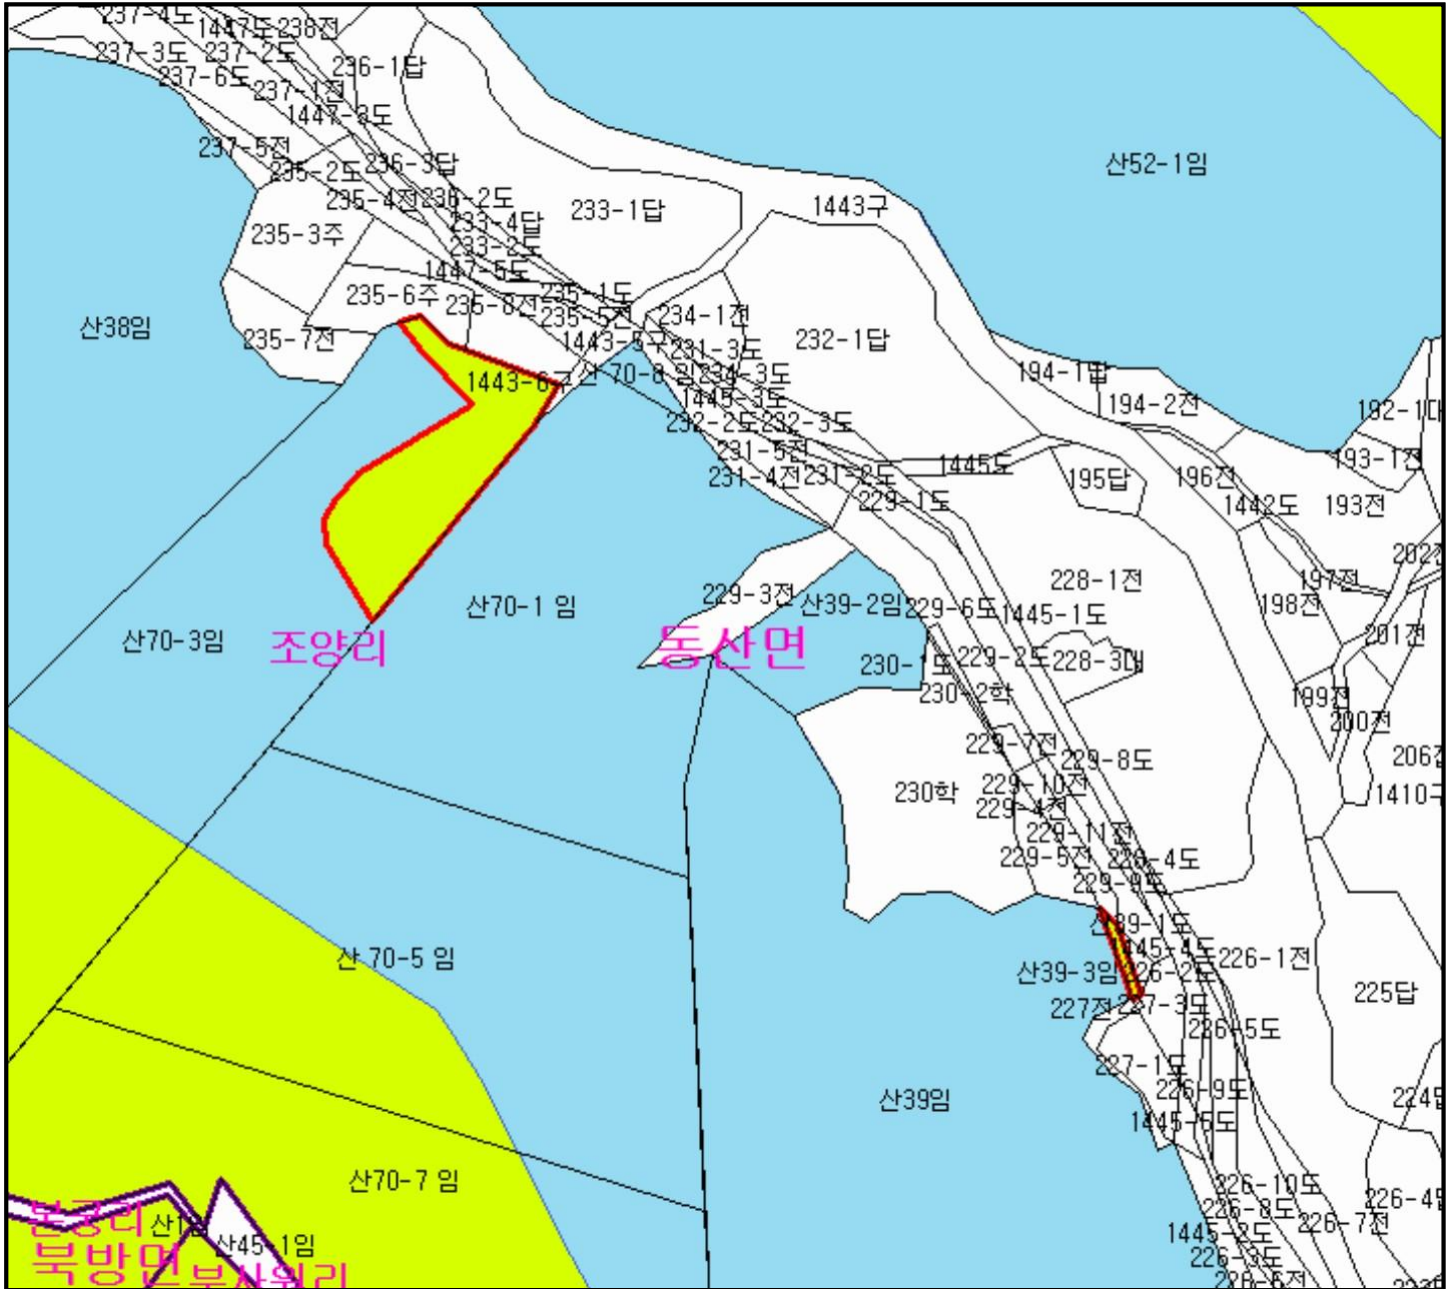 237-4도
1447도
238전
237-3도
237-2도
236-1답
237-6도
237-1전
1447-3도
237-5전
235-2도
236-3답
산52-1임
235-4전
236-2도
233-1답
1443구
233-4답
235-3주
233-2도
1447-5도
235-6주
235-8전
235-1도
235-5전
234-1전
산38임
235-7전
1443-5구
231-3도
232-1답
1443-6구
산 70-8 임
234-3도
194-1답
1445-3도
194-2전
192-1대
232-2도
232-3도
231-5전
193-1전
231-4전
231-2도
1445도
195답
196전
229-1도
1442도
193전
202전
228-1전
197전
229-3전
산39-2임
229-6도
1445-1도
198전
산70-1 임
산70-3임
조양리
동산면
230-1도
229-2도
228-3대
201전
230-2학
199전
200전
229-7전
229-8도
206전
229-10전
230학
229-4전
1410구
229-11전
229-5전
228-4도
229-9도
산39-1도
1445-4도
산 70-5 임
산39-3임
226-2도
226-1전
225답
227전
227-3도
226-5도
227-1도
226-9도
산39임
224답
1445-5도
산70-7 임
226-10도
226-4답
226-8도
본궁리
산1임
226-7전
1445-2도
산45-1임
226-3도
북방면
북사원리
226-6전